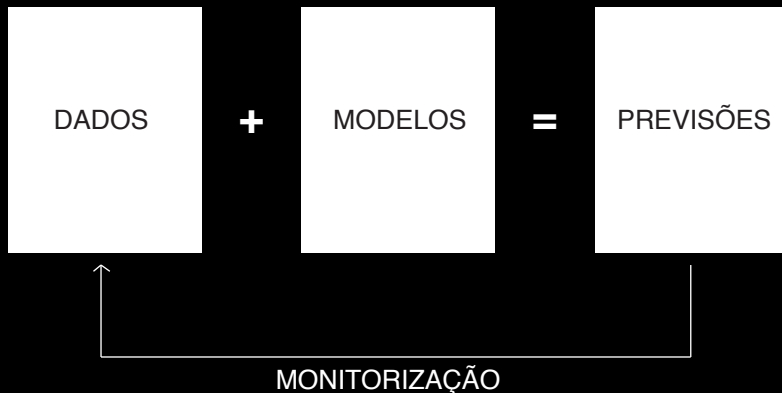 DADOS + MODELOS = PREVISÕES
MONITORIZAÇÃO